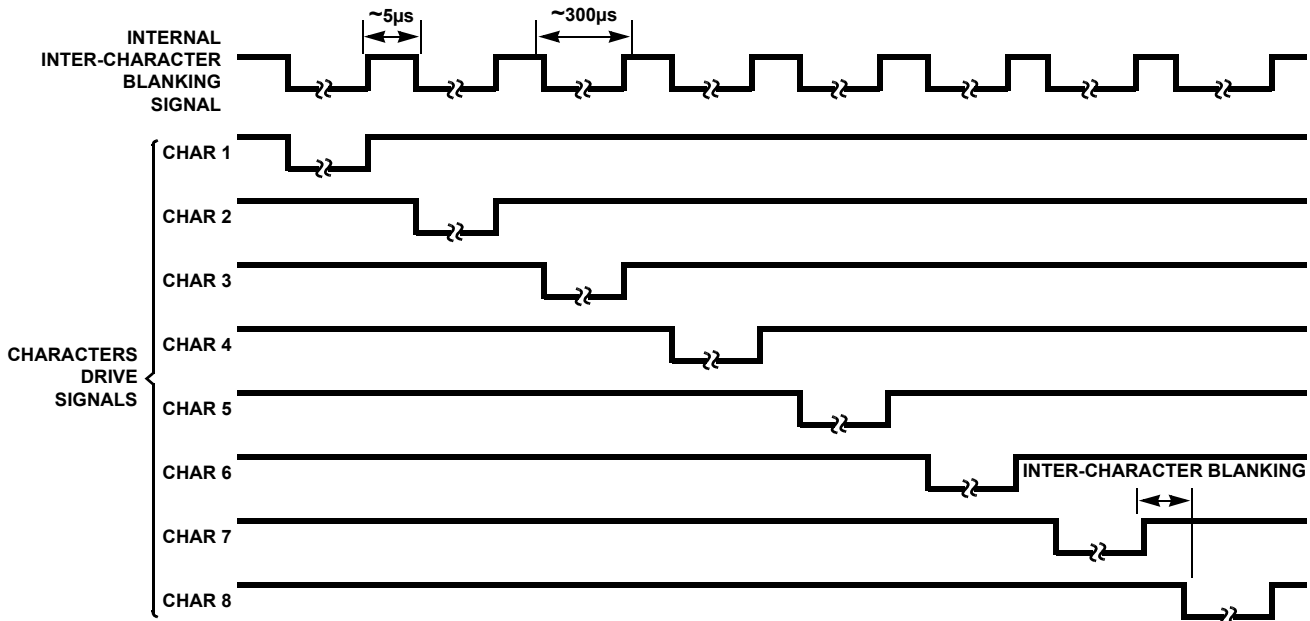 ~5µs
~300µs
INTERNAL
INTER-CHARACTER
BLANKING
SIGNAL
CHAR 1
CHAR 2
CHAR 3
CHAR 4
CHARACTERS
DRIVE
SIGNALS
CHAR 5
CHAR 6
INTER-CHARACTER BLANKING
CHAR 7
CHAR 8